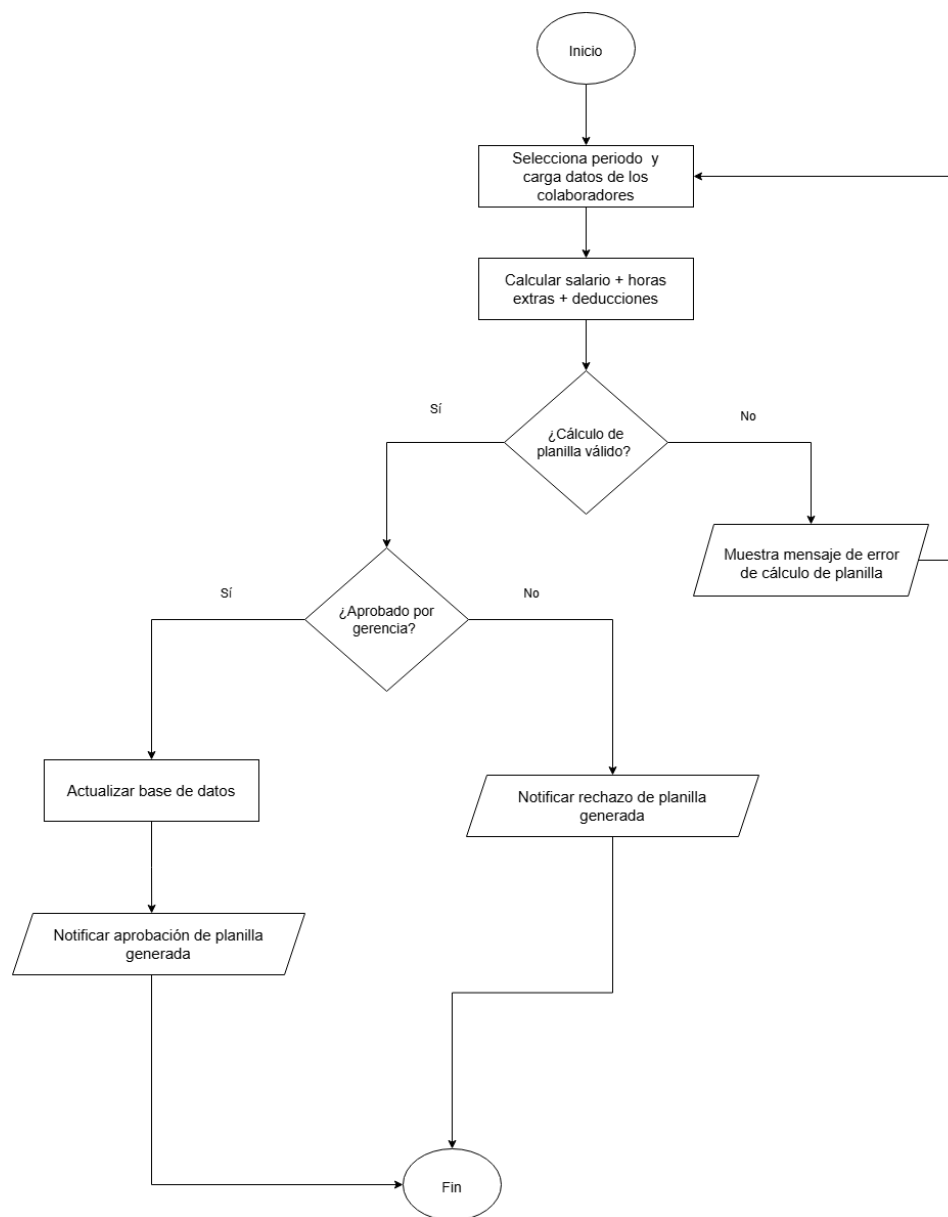 Inicio
Selecciona periodo y
carga datos de los
colaboradores
Calcular salario + horas
extras + deducciones
Sí
No
¿Cálculo de
planilla válido?
Muestra mensaje de error
de cálculo de planilla
Sí
No
¿Aprobado por
gerencia?
Actualizar base de datos
Notificar rechazo de planilla
generada
Notificar aprobación de planilla
generada
Fin